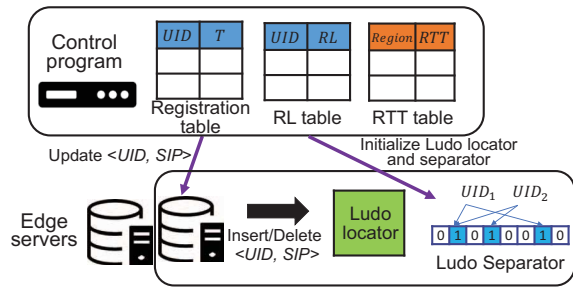 Control
program
UID T
UID RL
Region RTT
Registration
table
RL table
RTT table
Update <UID, SIP>
Initialize Ludo locator
and separator
Edge
servers
Insert/Delete
<UID, SIP>
Ludo
locator
UID1 UID2
0 1 0 1 0 0 1 0
Ludo Separator